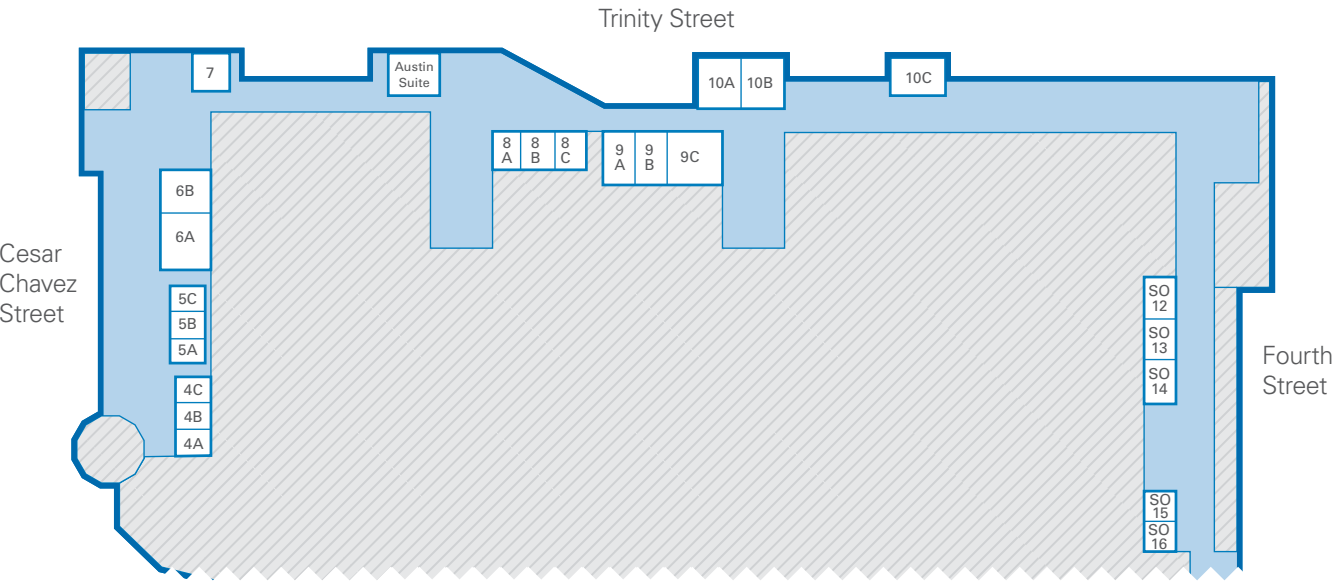 Trinity Street
7
Austin
Suite
10A 10B
10C
8
A
8
B
8
C
9
A
9
B
9C
6B
6A
Cesar
Chavez
Street
5C
5B
5A
4C
4B
4A
SO
12
SO
13
SO
14
Fourth
Street
SO
15
SO
16